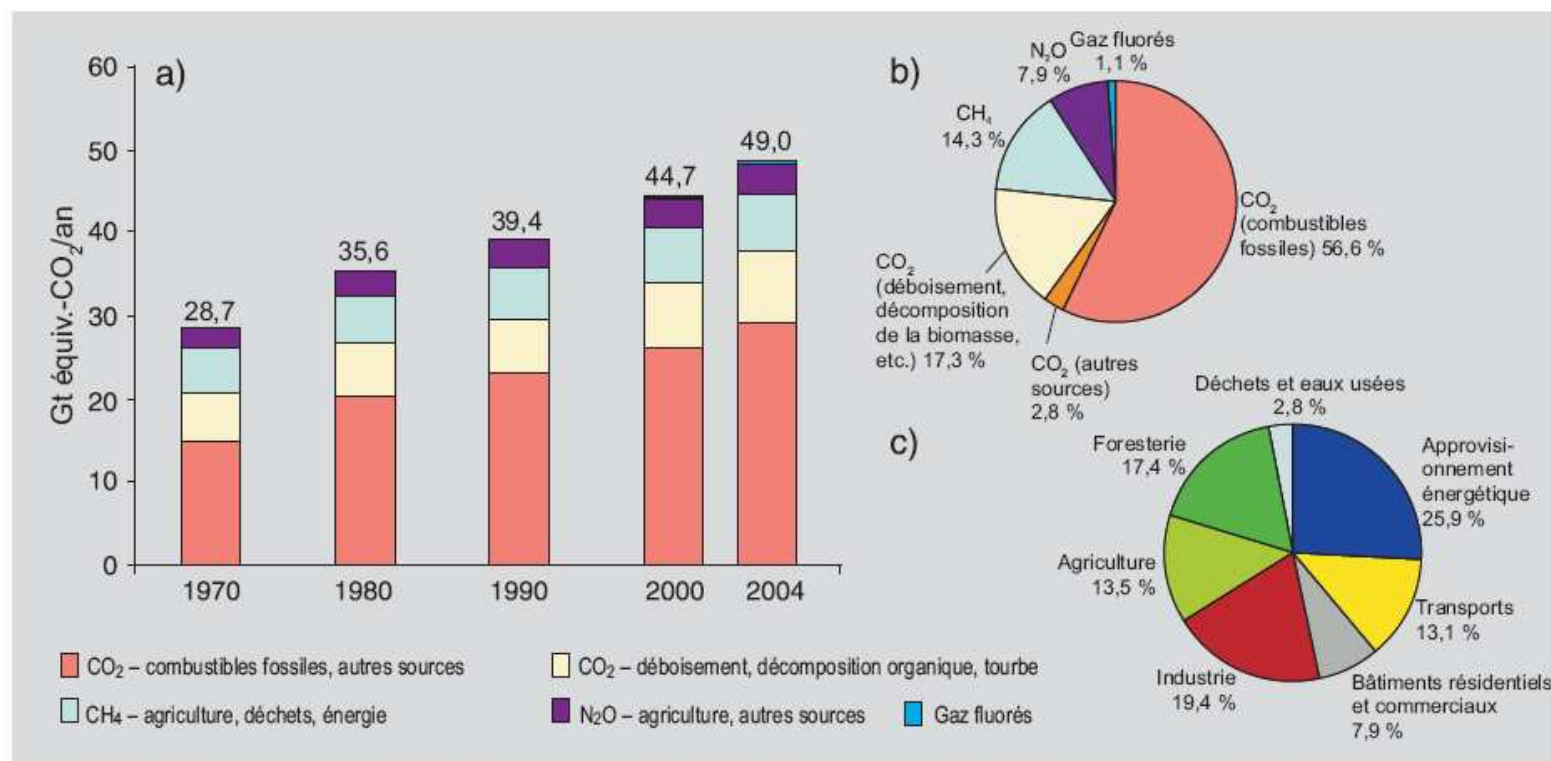 a)
60
50
40
30
20
10
0
Gt équiv.-CO₂/an
28,7
35,6
39,4
44,7
49,0
1970
1980
1990
2000
2004
CO₂ – combustibles fossiles, autres sources
CO₂ – déboisement, décomposition organique, tourbe
CH₄ – agriculture, déchets, énergie
N₂O – agriculture, autres sources
Gaz fluorés
b)
Gaz fluorés
1,1 %
N₂O
7,9 %
CH₄
14,3 %
CO₂
(combustibles
fossiles) 56,6 %
CO₂
(déboisement,
décomposition
de la biomasse,
etc.) 17,3 %
CO₂ (autres
sources)
2,8 %
c)
Déchets et eaux usées
2,8 %
Foresterie
17,4 %
Approvisi-
onnement
énergétique
25,9 %
Agriculture
13,5 %
Transports
13,1 %
Industrie
19,4 %
Bâtiments résidentiels
et commerciaux
7,9 %